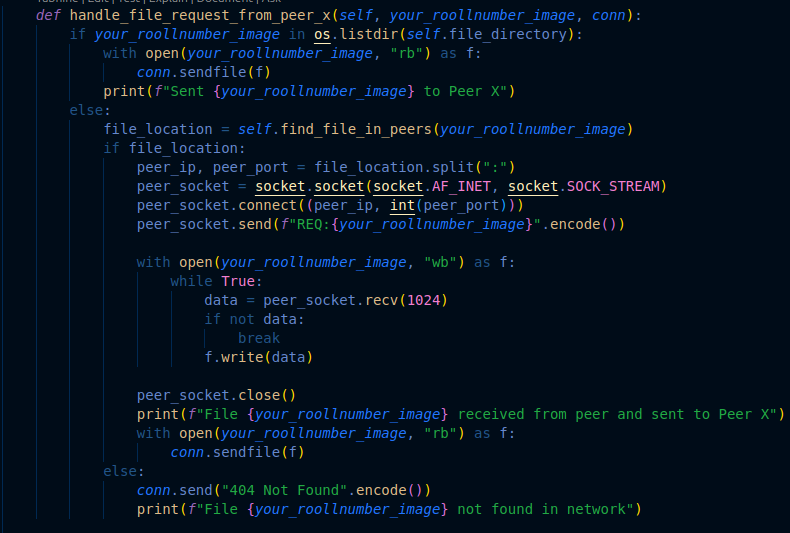 Tabnine | Edit | Test | Explain | Document | Ask
def handle_file_request_from_peer_x(self, your_roollnumber_image, conn):
    if your_roollnumber_image in os.listdir(self.file_directory):
        with open(your_roollnumber_image, "rb") as f:
            conn.sendfile(f)
        print(f"Sent {your_roollnumber_image} to Peer X")
    else:
        file_location = self.find_file_in_peers(your_roollnumber_image)
        if file_location:
            peer_ip, peer_port = file_location.split(":")
            peer_socket = socket.socket(socket.AF_INET, socket.SOCK_STREAM)
            peer_socket.connect((peer_ip, int(peer_port)))
            peer_socket.send(f"REQ:{your_roollnumber_image}".encode())
            with open(your_roollnumber_image, "wb") as f:
                while True:
                    data = peer_socket.recv(1024)
                    if not data:
                        break
                    f.write(data)
            peer_socket.close()
            print(f"File {your_roollnumber_image} received from peer and sent to Peer X")
            with open(your_roollnumber_image, "rb") as f:
                conn.sendfile(f)
        else:
            conn.send("404 Not Found".encode())
            print(f"File {your_roollnumber_image} not found in network")